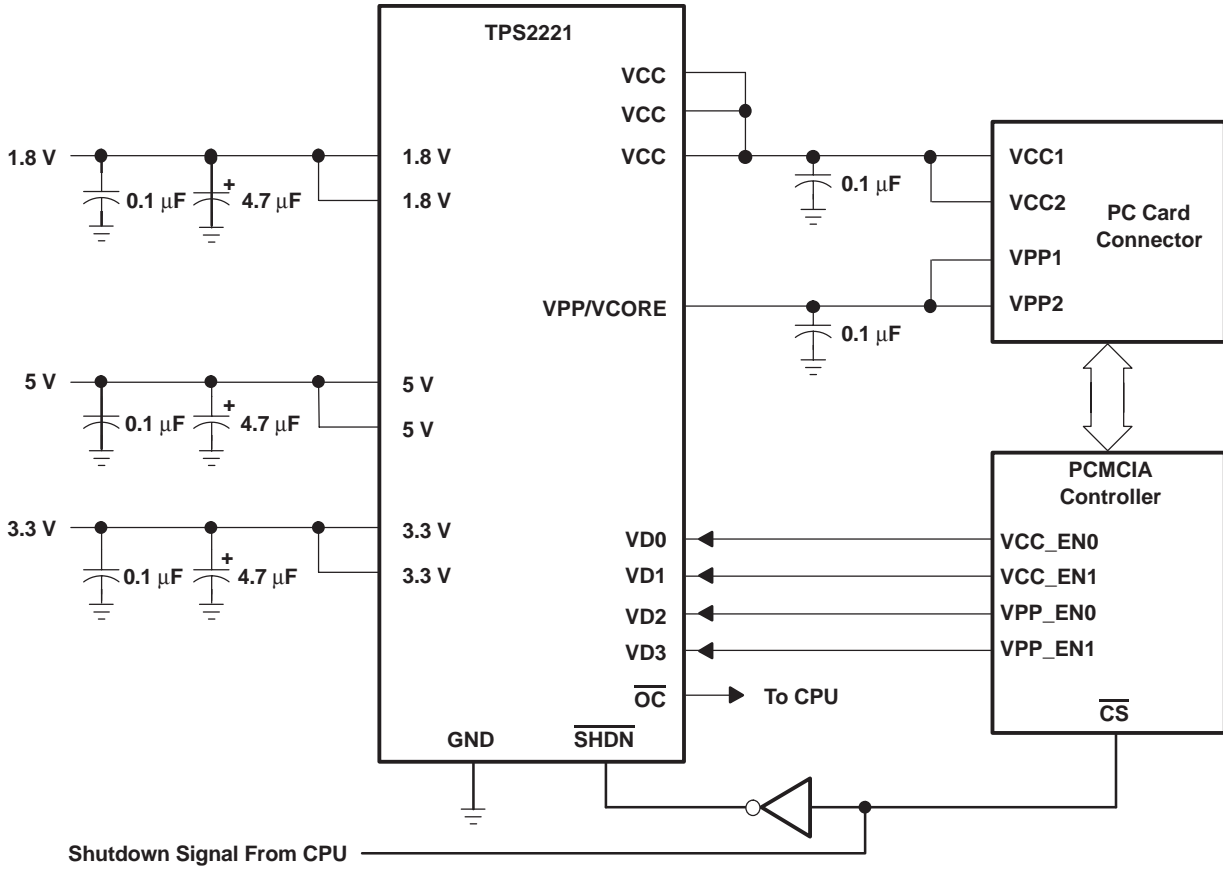 TPS2221
VCC
VCC
VCC
1.8 V
1.8 V
1.8 V
0.1 μF
4.7 μF
+
0.1 μF
VCC1
VCC2
PC Card
Connector
VPP1
VPP2
VPP/VCORE
0.1 μF
5 V
5 V
5 V
0.1 μF
4.7 μF
+
PCMCIA
Controller
3.3 V
3.3 V
3.3 V
0.1 μF
4.7 μF
+
VD0
VD1
VD2
VD3
VCC_EN0
VCC_EN1
VPP_EN0
VPP_EN1
OC
To CPU
CS
GND
SHDN
Shutdown Signal From CPU